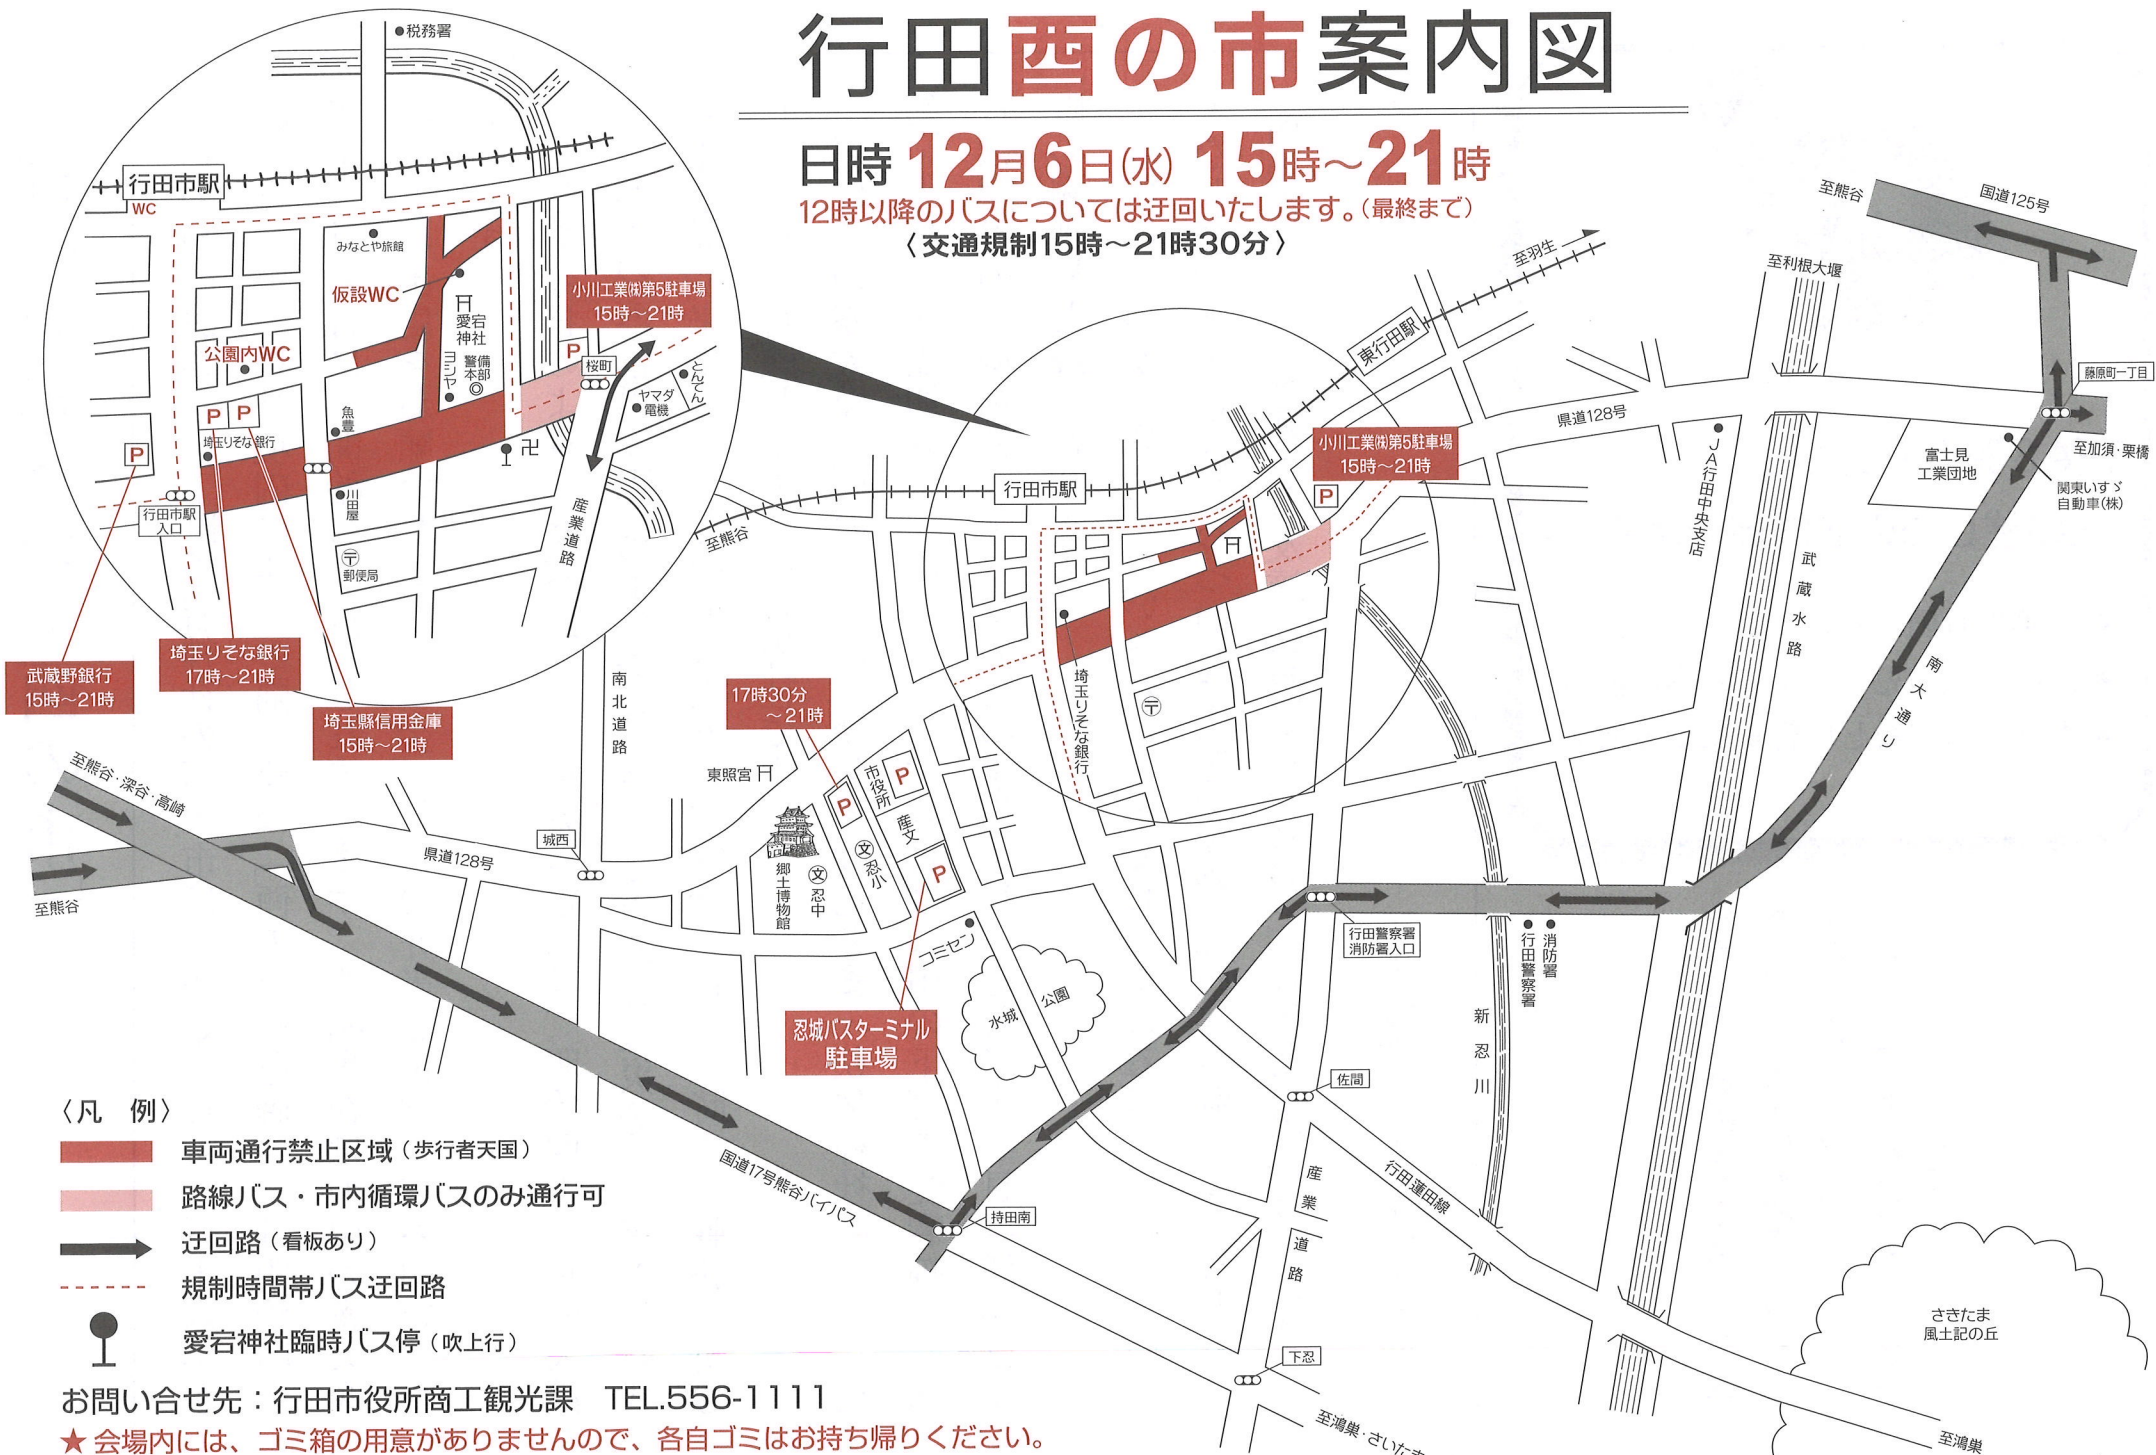 行田酉の市案内図
日時 12月6日(水) 15時～21時
12時以降のバスについては迂回いたします。(最終まで)
〈交通規制15時～21時30分〉
税務署
行田市駅
WC
みなとや旅館
仮設WC
愛宕
神社
ヨシヤ
警備
本部
公園内WC
P
P
P
P
埼玉りそな銀行
魚豊
川田屋
行田市駅
入口
〒
郵便局
卍
桜町
ヤマダ
電機
とんでん
産業道路
小川工業㈱第5駐車場
15時～21時
武蔵野銀行
15時～21時
埼玉りそな銀行
17時～21時
埼玉縣信用金庫
15時～21時
至熊谷
国道125号
至羽生
至利根大堰
東行田駅
藤原町一丁目
県道128号
至加須・栗橋
富士見
工業団地
関東いすゞ
自動車(株)
JA行田中央支店
武蔵水路
南大通り
小川工業㈱第5駐車場
15時～21時
P
行田市駅
至熊谷
埼玉りそな銀行
〒
南北道路
17時30分
～21時
東照宮
市役所
P
P
産文
P
文
忍小
文
忍中
郷土博物館
城西
県道128号
至熊谷・深谷・高崎
至熊谷
コミセン
水城
公園
忍城バスターミナル
駐車場
行田警察署
消防署入口
消防署
行田警察署
新忍川
佐間
産業道路
行田蓮田線
国道17号熊谷バイパス
持田南
下忍
さきたま
風土記の丘
至鴻巣・さいたま
至鴻巣
〈凡 例〉
車両通行禁止区域(歩行者天国)
路線バス・市内循環バスのみ通行可
迂回路(看板あり)
規制時間帯バス迂回路
愛宕神社臨時バス停(吹上行)
お問い合せ先：行田市役所商工観光課 TEL.556-1111
★会場内には、ゴミ箱の用意がありませんので、各自ゴミはお持ち帰りください。